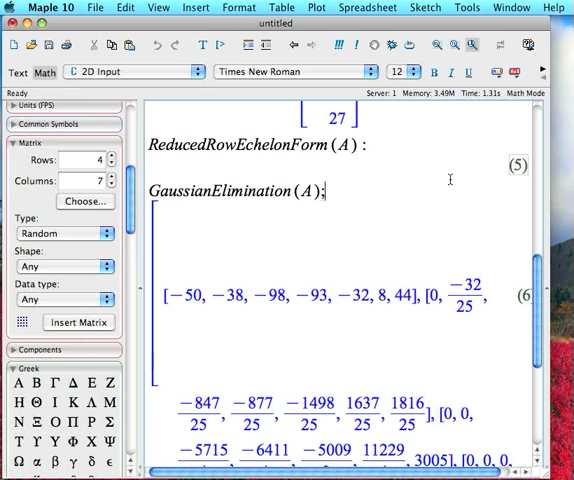 Maple 10 File Edit View Insert Format Table Plot Spreadsheet Sketch Tools Window Help
untitled
Text Math C 2D Input Times New Roman 12 B I U
Ready Server: 1 Memory: 3.49M Time: 1.31s Math Mode
Units (FPS)
Common Symbols
Matrix
Rows: 4
Columns: 7
Choose...
Type:
Random
Shape:
Any
Data type:
Any
Insert Matrix
Components
Greek
Α Β Γ Δ Ε Ζ
Η Θ Ι Κ Λ Μ
Ν Ξ Ο Π Ρ Σ
Τ Υ Υ Φ Χ Ψ
Ω α β γ δ ε
27
ReducedRowEchelonForm (A) :
(5)
GaussianElimination (A);
[−50, −38, −98, −93, −32, 8, 44], [0, −32/25, (6
−847/25, −877/25, −1498/25, 1637/25, 1816/25], [0, 0,
−5715, −6411, −5009, 11229, 3005], [0, 0, 0,